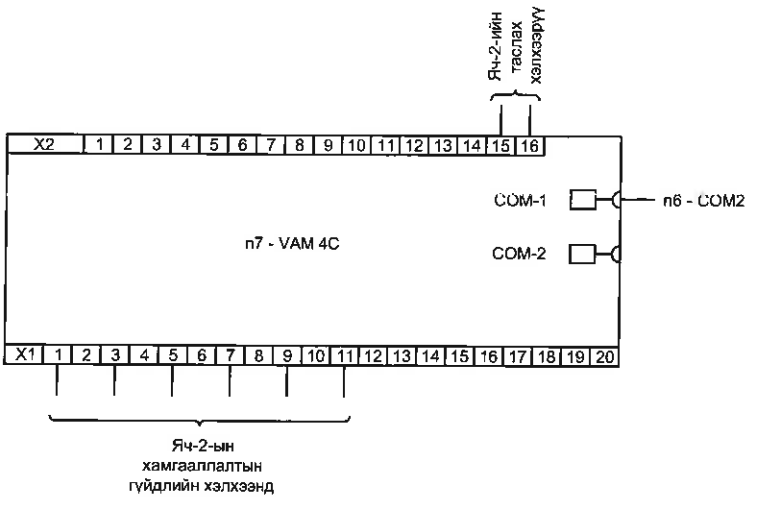 Яч-2-ийн
таслах
хэлхээрүү
X2 1 2 3 4 5 6 7 8 9 10 11 12 13 14 15 16
COM-1 n6 - COM2
n7 - VAM 4C
COM-2
X1 1 2 3 4 5 6 7 8 9 10 11 12 13 14 15 16 17 18 19 20
Яч-2-ын
хамгааллалтын
гүйдлийн хэлхээнд